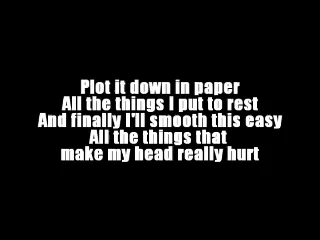 Plot it down in paper
All the things I put to rest
And finally I'll smooth this easy
All the things that
make my head really hurt